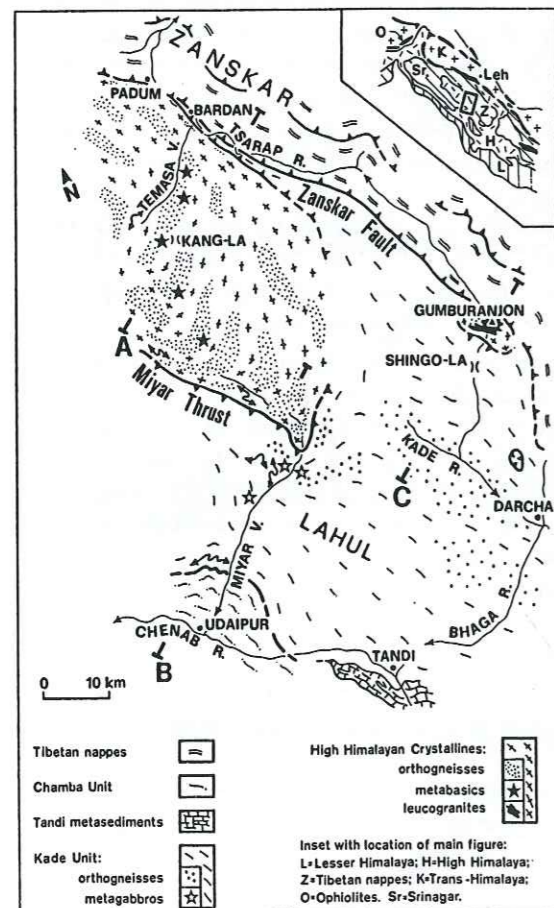 ZANSKAR
PADUM
BARDAN
T
TSARAP R.
TEMASA V.
N
Zanskar Fault
KANG-LA
T
GUMBURANJON
A
SHINGO-LA
T
Miyar Thrust
KADE R.
C
DARCHA
LAHUL
MIYAR V.
BHAGA R.
UDAIPUR
CHENAB R.
TANDI
B
0 10 km
O
K
Leh
Sr.
Z
H
L
Tibetan nappes
Chamba Unit
Tandi metasediments
Kade Unit:
orthogneisses
metagabbros
High Himalayan Crystallines:
orthogneisses
metabasics
leucogranites
Inset with location of main figure:
L=Lesser Himalaya; H=High Himalaya;
Z=Tibetan nappes; K=Trans-Himalaya;
O=Ophiolites. Sr=Srinagar.